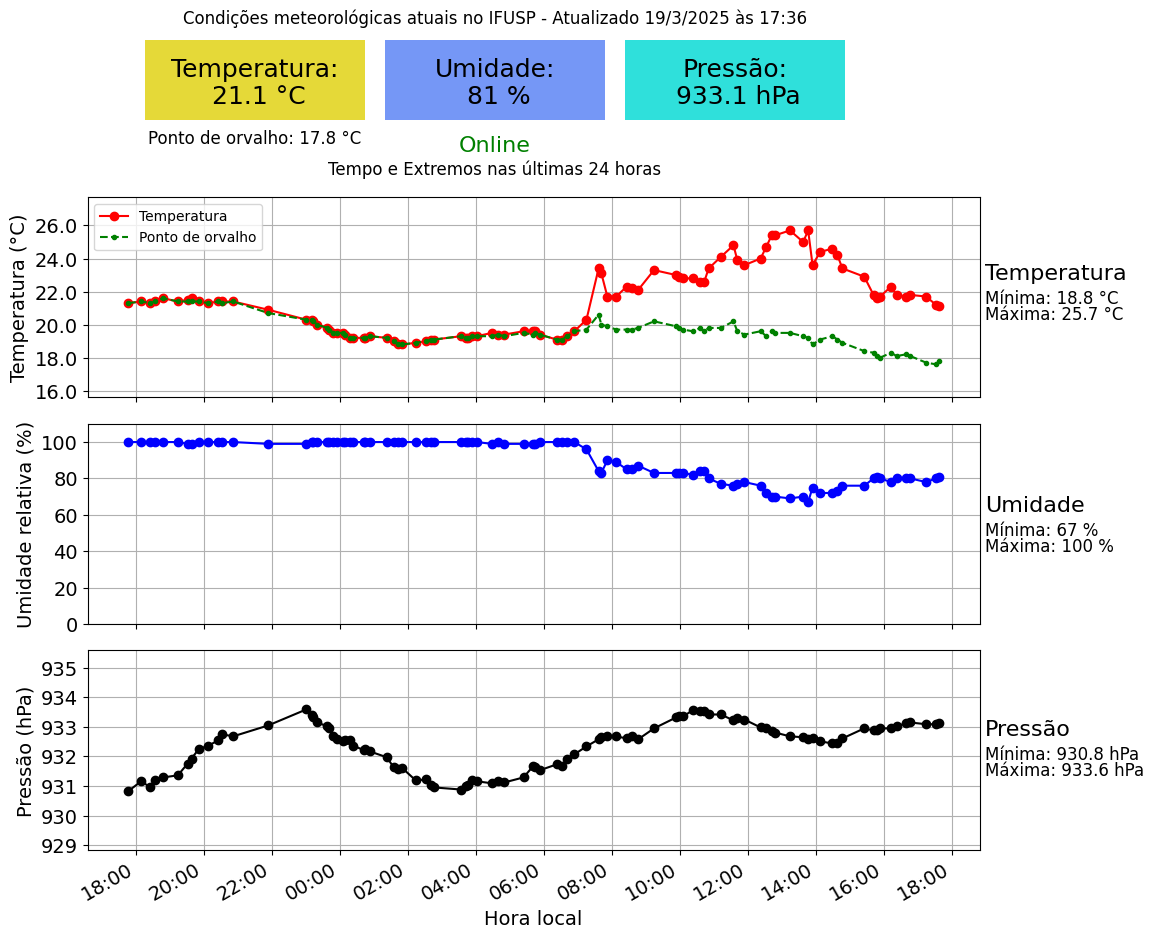 Condições meteorológicas atuais no IFUSP - Atualizado 19/3/2025 às 17:36
Temperatura:
21.1 °C
Umidade:
81 %
Pressão:
933.1 hPa
Ponto de orvalho: 17.8 °C
Online
Tempo e Extremos nas últimas 24 horas
Temperatura (°C)
26.0
24.0
22.0
20.0
18.0
16.0
Temperatura
Ponto de orvalho
Temperatura
Mínima: 18.8 °C
Máxima: 25.7 °C
Umidade relativa (%)
100
80
60
40
20
0
Umidade
Mínima: 67 %
Máxima: 100 %
Pressão (hPa)
935
934
933
932
931
930
929
Pressão
Mínima: 930.8 hPa
Máxima: 933.6 hPa
18:00 20:00 22:00 00:00 02:00 04:00 06:00 08:00 10:00 12:00 14:00 16:00 18:00
Hora local